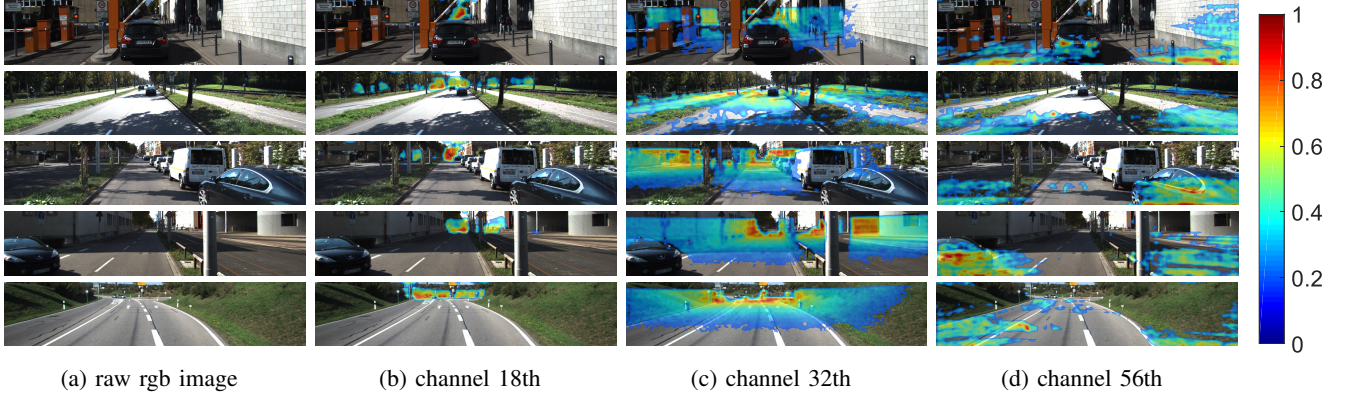 1
0.8
0.6
0.4
0.2
0
(a) raw rgb image
(b) channel 18th
(c) channel 32th
(d) channel 56th